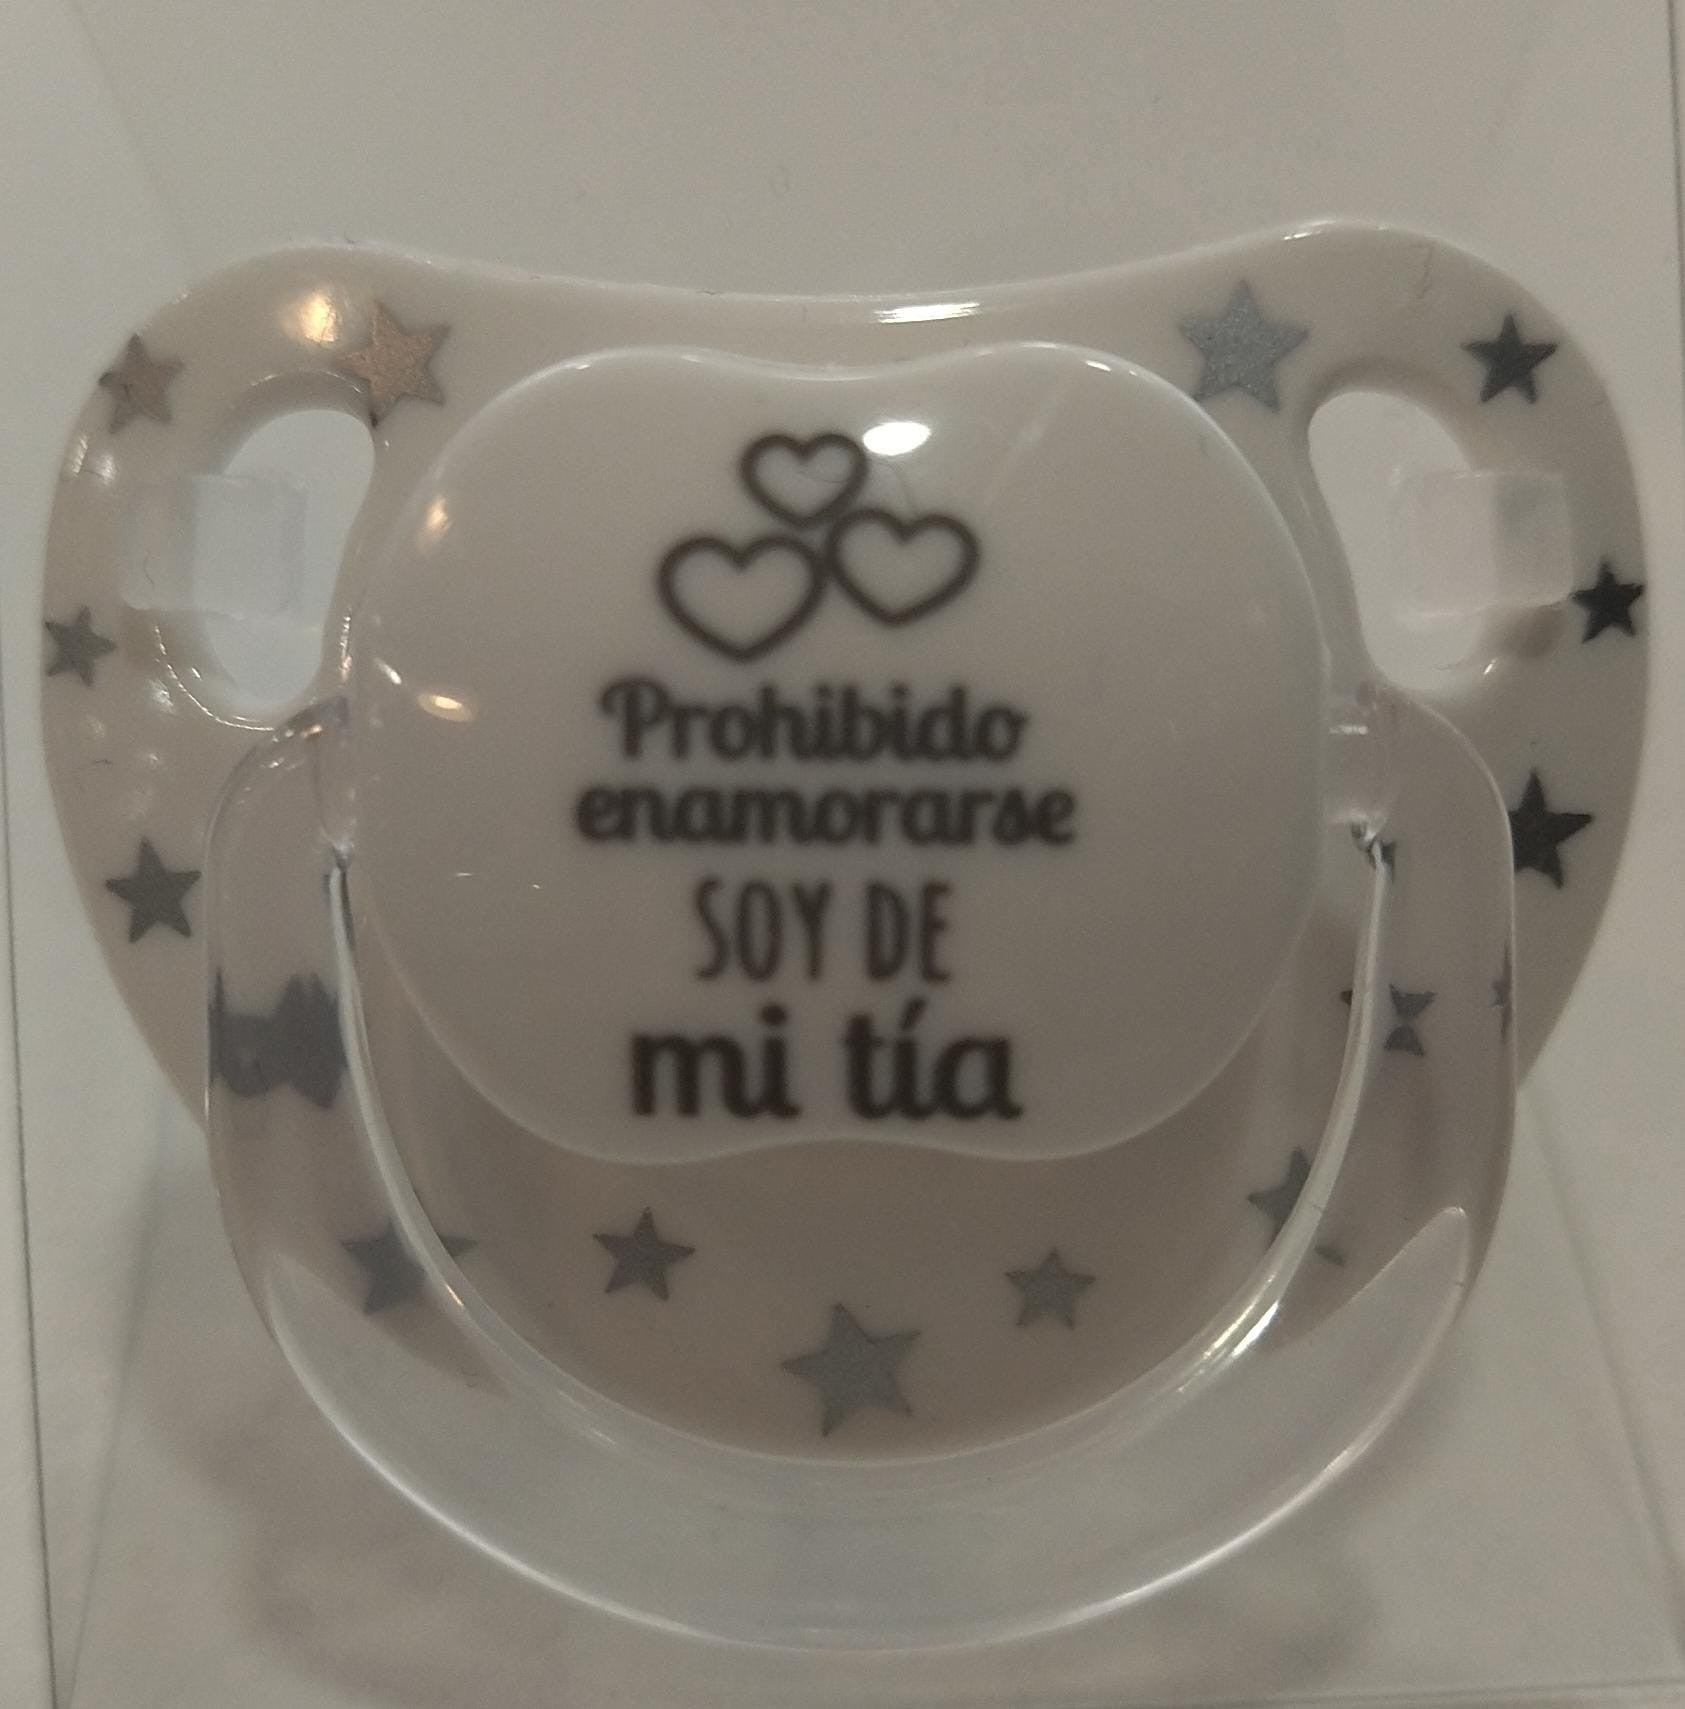 Prohibido
enamorarse
SOY DE
mi tía